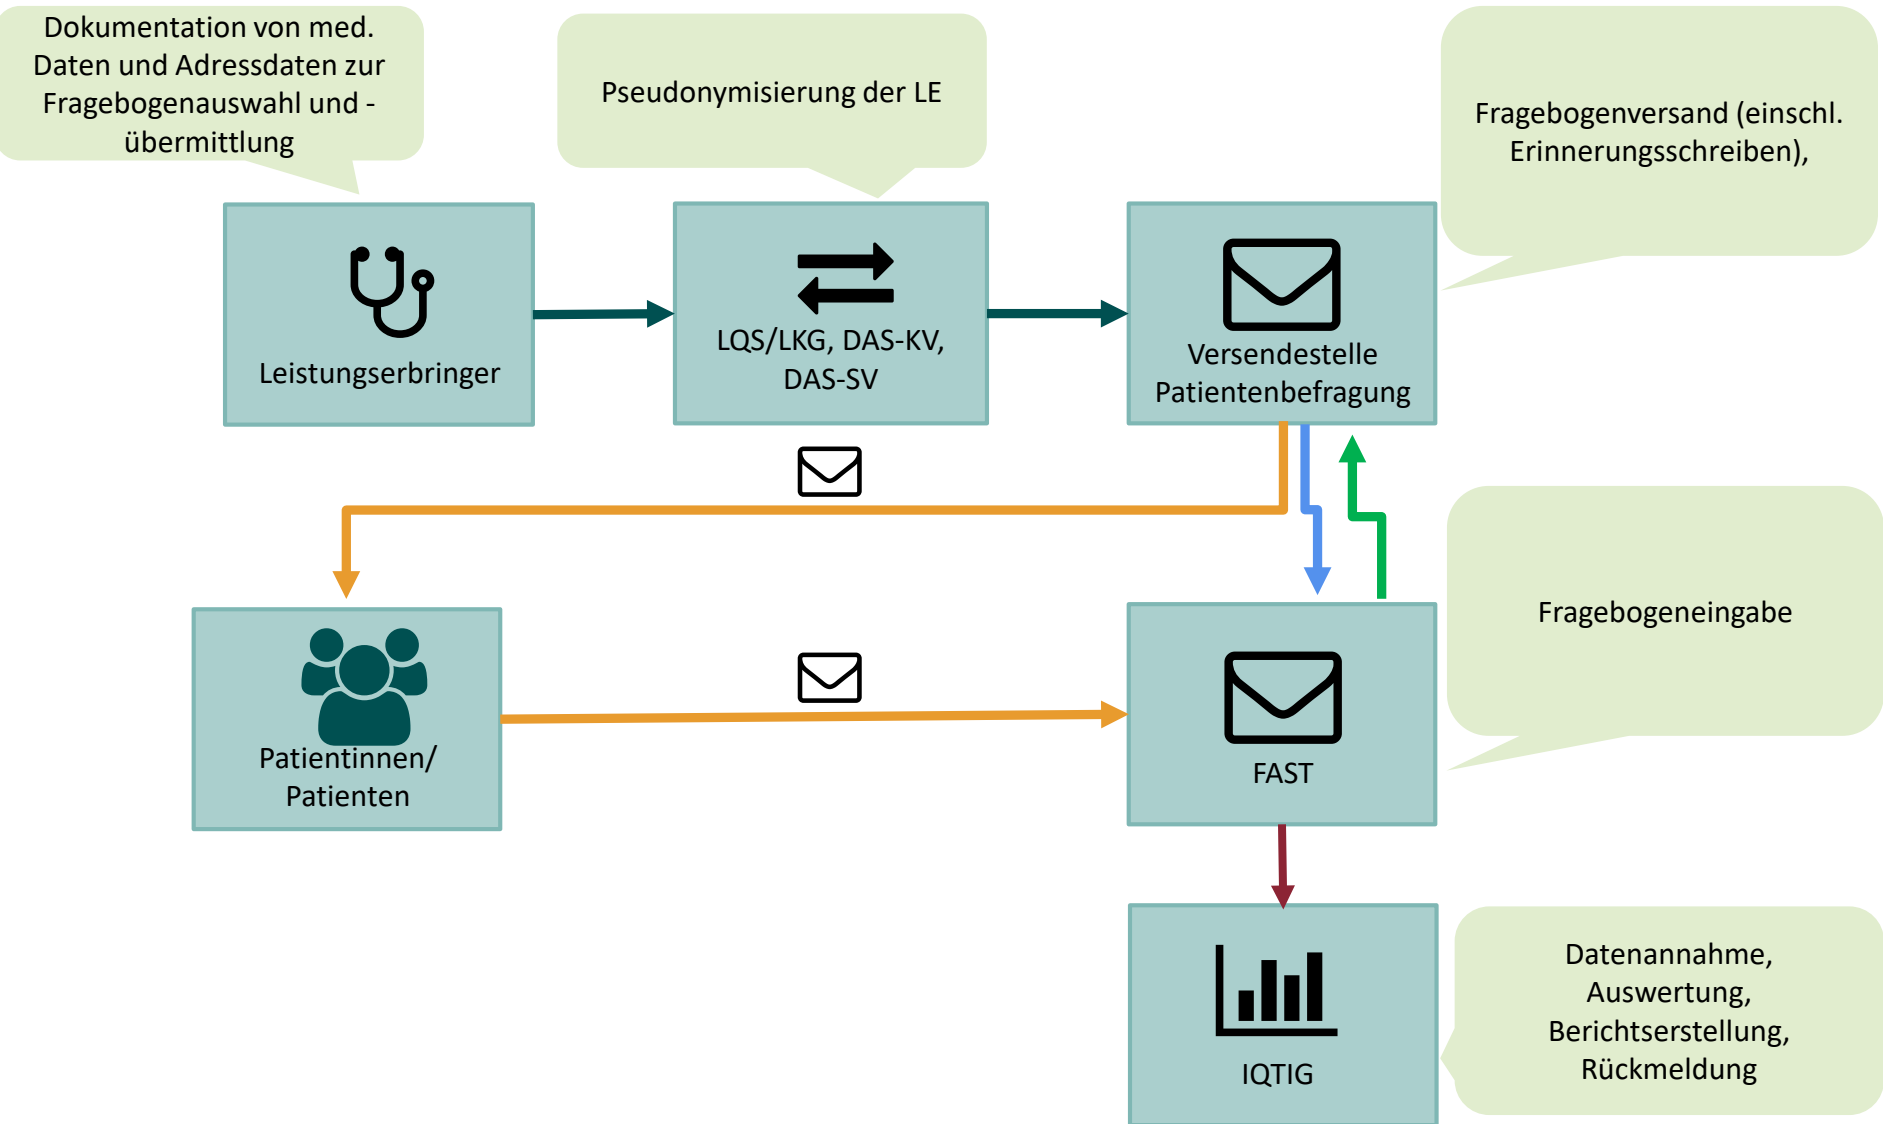 Dokumentation von med.
Daten und Adressdaten zur
Fragebogenauswahl und -
übermittlung
Pseudonymisierung der LE
Fragebogenversand (einschl.
Erinnerungsschreiben),
Leistungserbringer
LQS/LKG, DAS-KV,
DAS-SV
Versendestelle
Patientenbefragung
Fragebogeneingabe
Patientinnen/
Patienten
FAST
Datenannahme,
Auswertung,
Berichtserstellung,
Rückmeldung
IQTIG